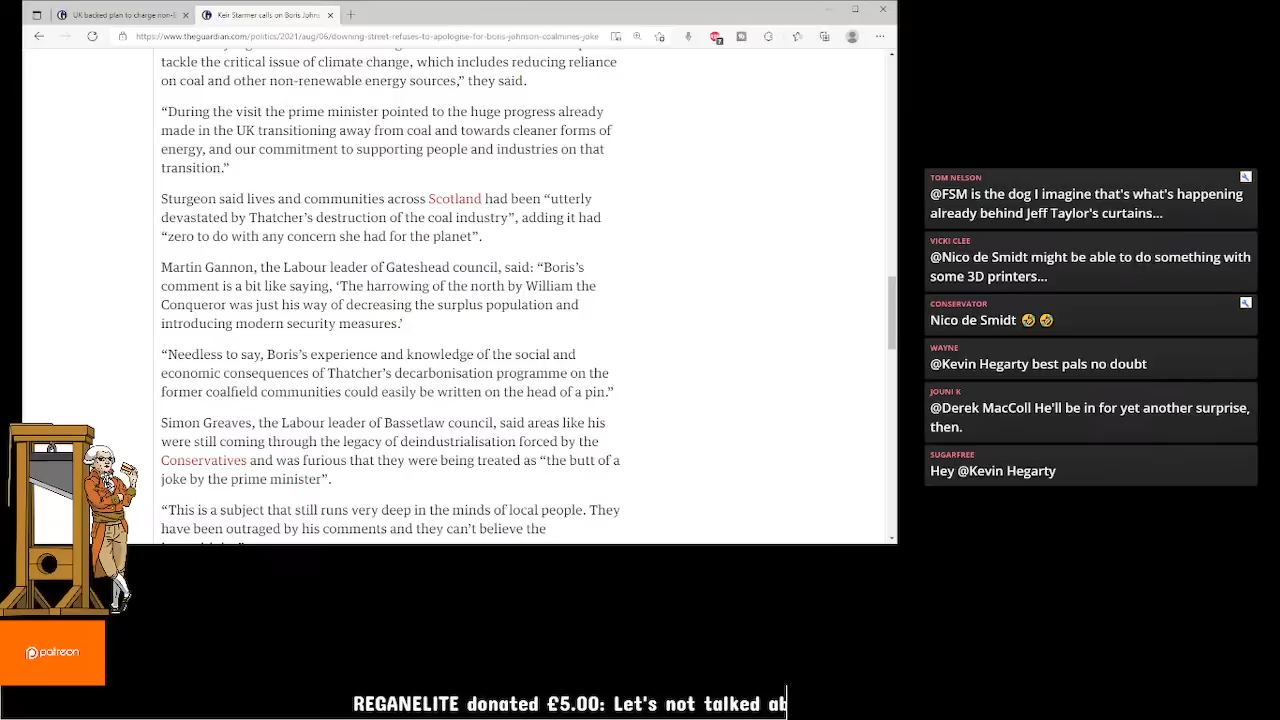 UK backed plan to charge non-
Keir Starmer calls on Boris Johns
https://www.theguardian.com/politics/2021/aug/06/downing-street-refuses-to-apologise-for-boris-johnson-coalmines-joke
tackle the critical issue of climate change, which includes reducing reliance
on coal and other non-renewable energy sources,” they said.
“During the visit the prime minister pointed to the huge progress already
made in the UK transitioning away from coal and towards cleaner forms of
energy, and our commitment to supporting people and industries on that
transition.”
Sturgeon said lives and communities across Scotland had been “utterly
devastated by Thatcher’s destruction of the coal industry”, adding it had
“zero to do with any concern she had for the planet”.
Martin Gannon, the Labour leader of Gateshead council, said: “Boris’s
comment is a bit like saying, ‘The harrowing of the north by William the
Conqueror was just his way of decreasing the surplus population and
introducing modern security measures.’
“Needless to say, Boris’s experience and knowledge of the social and
economic consequences of Thatcher’s decarbonisation programme on the
former coalfield communities could easily be written on the head of a pin.”
Simon Greaves, the Labour leader of Bassetlaw council, said areas like his
were still coming through the legacy of deindustrialisation forced by the
Conservatives and was furious that they were being treated as “the butt of a
joke by the prime minister”.
“This is a subject that still runs very deep in the minds of local people. They
have been outraged by his comments and they can’t believe the
TOM NELSON
@FSM is the dog I imagine that's what's happening
already behind Jeff Taylor's curtains...
VICKI CLEE
@Nico de Smidt might be able to do something with
some 3D printers...
CONSERVATOR
Nico de Smidt 🤣 🤣
WAYNE
@Kevin Hegarty best pals no doubt
JOUNI K
@Derek MacColl He'll be in for yet another surprise,
then.
SUGARFREE
Hey @Kevin Hegarty
patreon
REGANELITE donated £5.00: Let's not talked ab